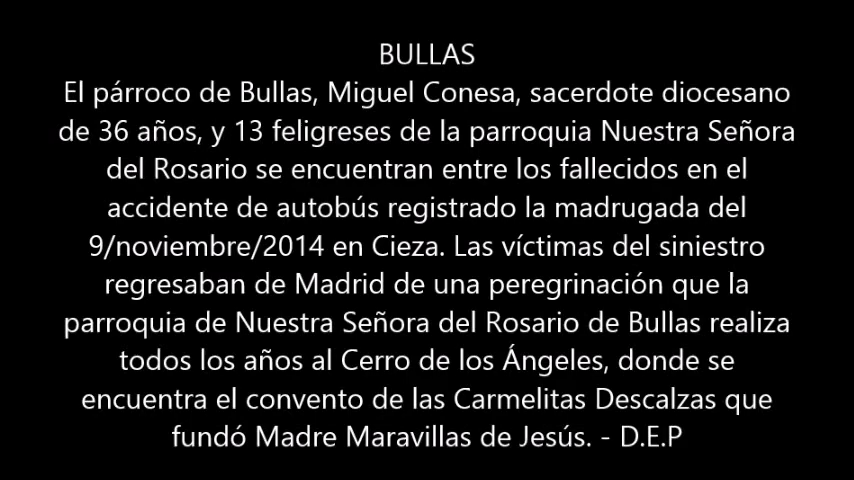 BULLAS
El párroco de Bullas, Miguel Conesa, sacerdote diocesano
de 36 años, y 13 feligreses de la parroquia Nuestra Señora
del Rosario se encuentran entre los fallecidos en el
accidente de autobús registrado la madrugada del
9/noviembre/2014 en Cieza. Las víctimas del siniestro
regresaban de Madrid de una peregrinación que la
parroquia de Nuestra Señora del Rosario de Bullas realiza
todos los años al Cerro de los Ángeles, donde se
encuentra el convento de las Carmelitas Descalzas que
fundó Madre Maravillas de Jesús. - D.E.P